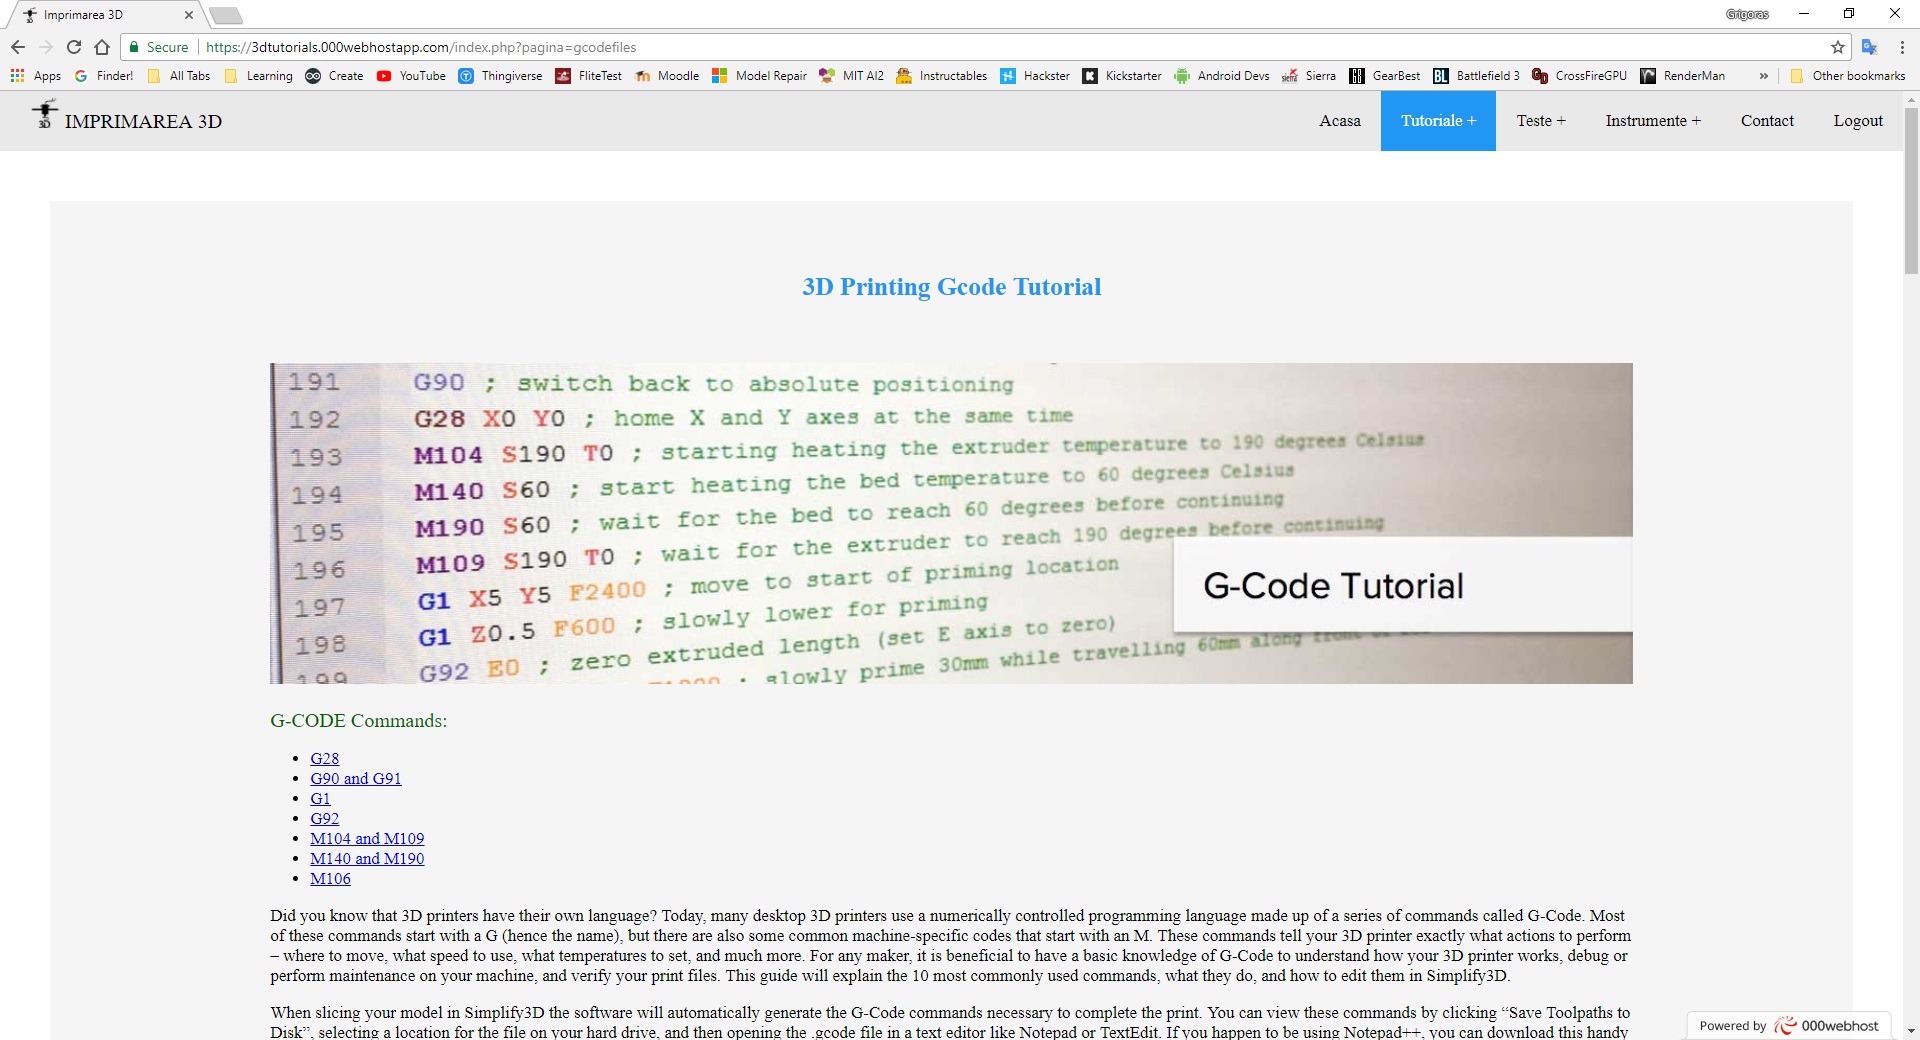 Imprimarea 3D
Grigoras
Secure https://3dtutorials.000webhostapp.com/index.php?pagina=gcodefiles
Apps Finder! All Tabs Learning Create YouTube Thingiverse FliteTest Moodle Model Repair MIT AI2 Instructables Hackster Kickstarter Android Devs Sierra GearBest Battlefield 3 CrossFireGPU RenderMan » Other bookmarks
3D IMPRIMAREA 3D Acasa Tutoriale + Teste + Instrumente + Contact Logout
3D Printing Gcode Tutorial
191 G90 ; switch back to absolute positioning
192 G28 X0 Y0 ; home X and Y axes at the same time
193 M104 S190 T0 ; starting heating the extruder temperature to 190 degrees Celsius
194 M140 S60 ; start heating the bed temperature to 60 degrees Celsius
195 M190 S60 ; wait for the bed to reach 60 degrees before continuing
196 M109 S190 T0 ; wait for the extruder to reach 190 degrees before continuing
197 G1 X5 Y5 F2400 ; move to start of priming location
198 G1 Z0.5 F600 ; slowly lower for priming
199 G92 E0 ; zero extruded length (set E axis to zero)
; slowly prime 30mm while travelling 60mm along
G-Code Tutorial
G-CODE Commands:
• G28
• G90 and G91
• G1
• G92
• M104 and M109
• M140 and M190
• M106
Did you know that 3D printers have their own language? Today, many desktop 3D printers use a numerically controlled programming language made up of a series of commands called G-Code. Most
of these commands start with a G (hence the name), but there are also some common machine-specific codes that start with an M. These commands tell your 3D printer exactly what actions to perform
– where to move, what speed to use, what temperatures to set, and much more. For any maker, it is beneficial to have a basic knowledge of G-Code to understand how your 3D printer works, debug or
perform maintenance on your machine, and verify your print files. This guide will explain the 10 most commonly used commands, what they do, and how to edit them in Simplify3D.
When slicing your model in Simplify3D the software will automatically generate the G-Code commands necessary to complete the print. You can view these commands by clicking “Save Toolpaths to
Disk”, selecting a location for the file on your hard drive, and then opening the .gcode file in a text editor like Notepad or TextEdit. If you happen to be using Notepad++, you can download this handy
Powered by 000webhost